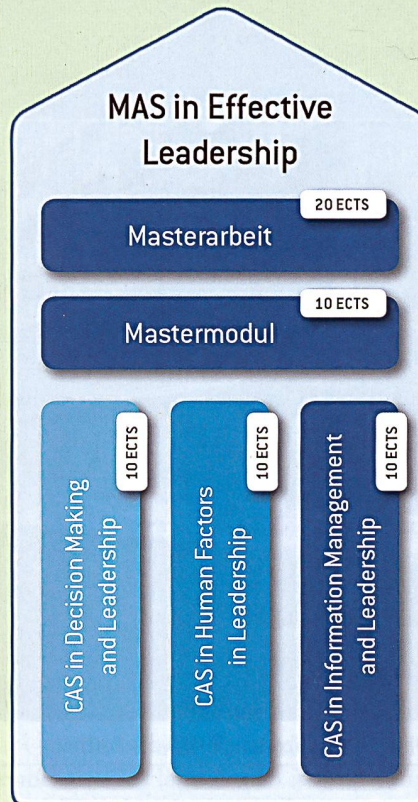 MAS in Effective
Leadership
20 ECTS
Masterarbeit
10 ECTS
Mastermodul
10 ECTS
CAS in Decision Making
and Leadership
10 ECTS
CAS in Human Factors
in Leadership
10 ECTS
CAS in Information Management
and Leadership